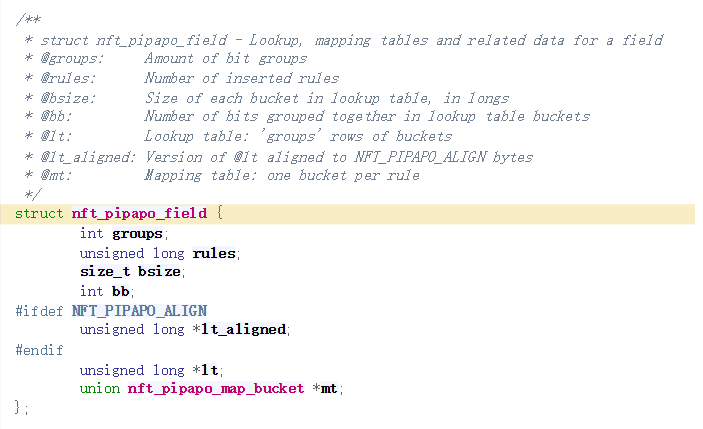 /**
 * struct nft_pipapo_field - Lookup, mapping tables and related data for a field
 * @groups:     Amount of bit groups
 * @rules:      Number of inserted rules
 * @bsize:      Size of each bucket in lookup table, in longs
 * @bb:         Number of bits grouped together in lookup table buckets
 * @lt:         Lookup table: 'groups' rows of buckets
 * @lt_aligned: Version of @lt aligned to NFT_PIPAPO_ALIGN bytes
 * @mt:         Mapping table: one bucket per rule
 */
struct nft_pipapo_field {
        int groups;
        unsigned long rules;
        size_t bsize;
        int bb;
#ifdef NFT_PIPAPO_ALIGN
        unsigned long *lt_aligned;
#endif
        unsigned long *lt;
        union nft_pipapo_map_bucket *mt;
};